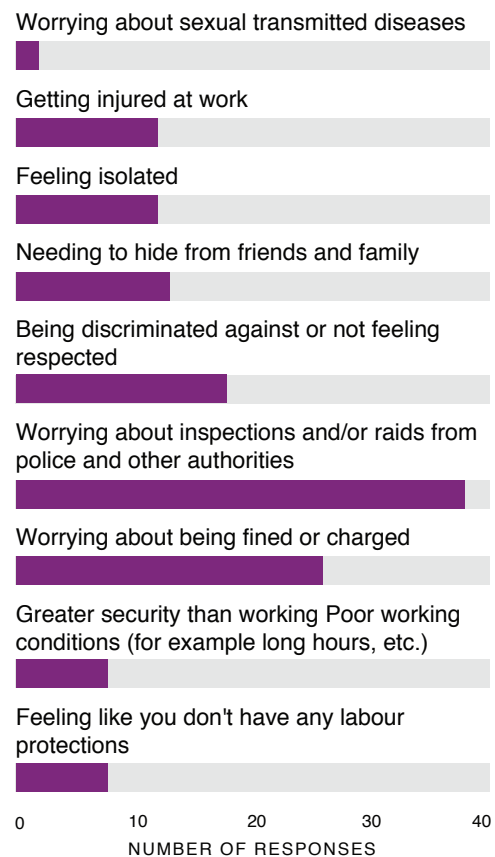 Worrying about sexual transmitted diseases
Getting injured at work
Feeling isolated
Needing to hide from friends and family
Being discriminated against or not feeling
respected
Worrying about inspections and/or raids from
police and other authorities
Worrying about being fined or charged
Greater security than working Poor working
conditions (for example long hours, etc.)
Feeling like you don't have any labour
protections
0 10 20 30 40
NUMBER OF RESPONSES